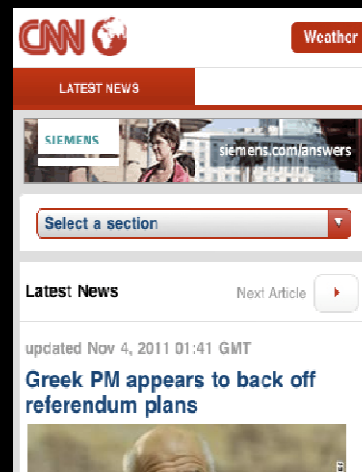 CNN
Weather
LATEST NEWS
SIEMENS
siemens.com/answers
Select a section
Latest News
Next Article
updated Nov 4, 2011 01:41 GMT
Greek PM appears to back off
referendum plans